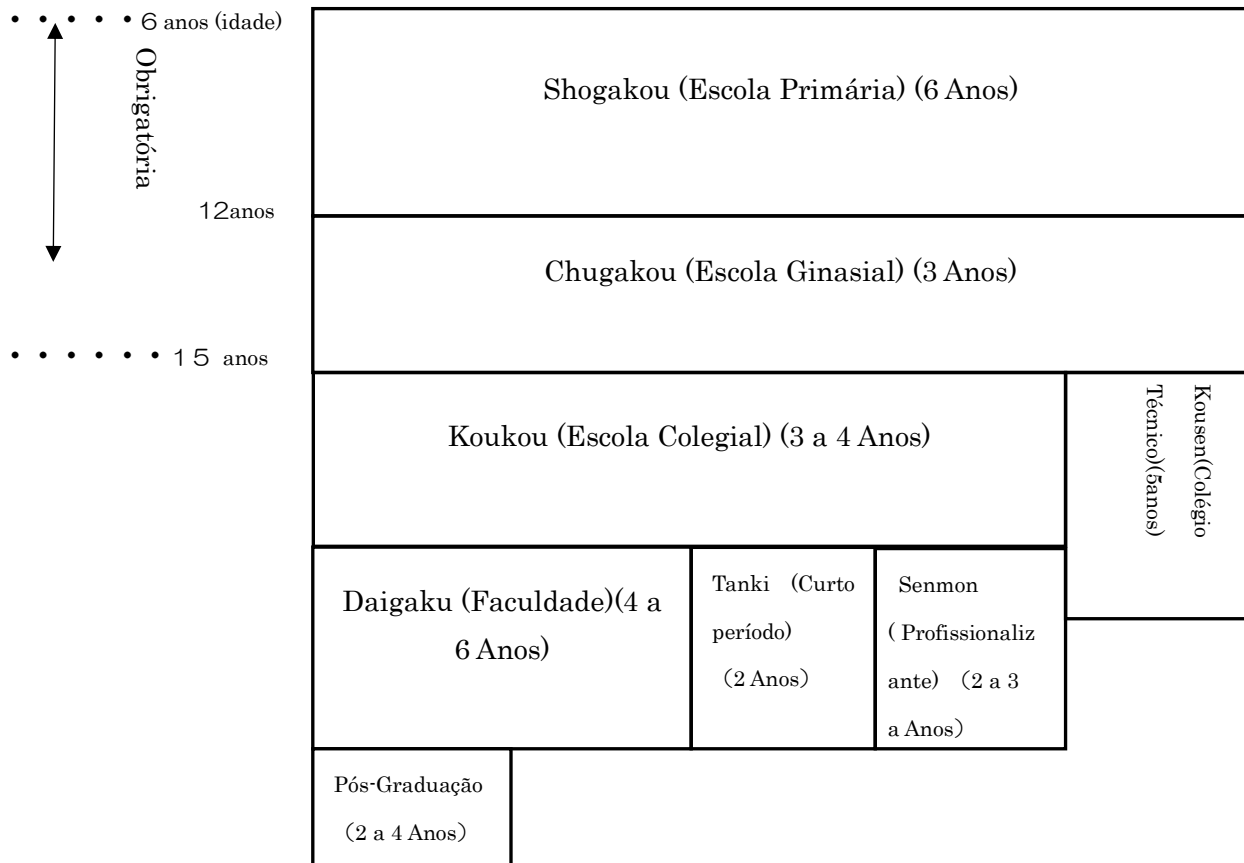 • • • • • 6 anos (idade)
Obrigatória
Shogakou (Escola Primária) (6 Anos)
12anos
Chugakou (Escola Ginasial) (3 Anos)
• • • • • • 15 anos
Koukou (Escola Colegial) (3 a 4 Anos)
Kousen(Colégio
Técnico)(5anos)
Daigaku (Faculdade)(4 a
6 Anos)
Tanki (Curto
período)
（2 Anos）
Senmon
( Profissionaliz
ante) （2 a 3
a Anos）
Pós-Graduação
（2 a 4 Anos）